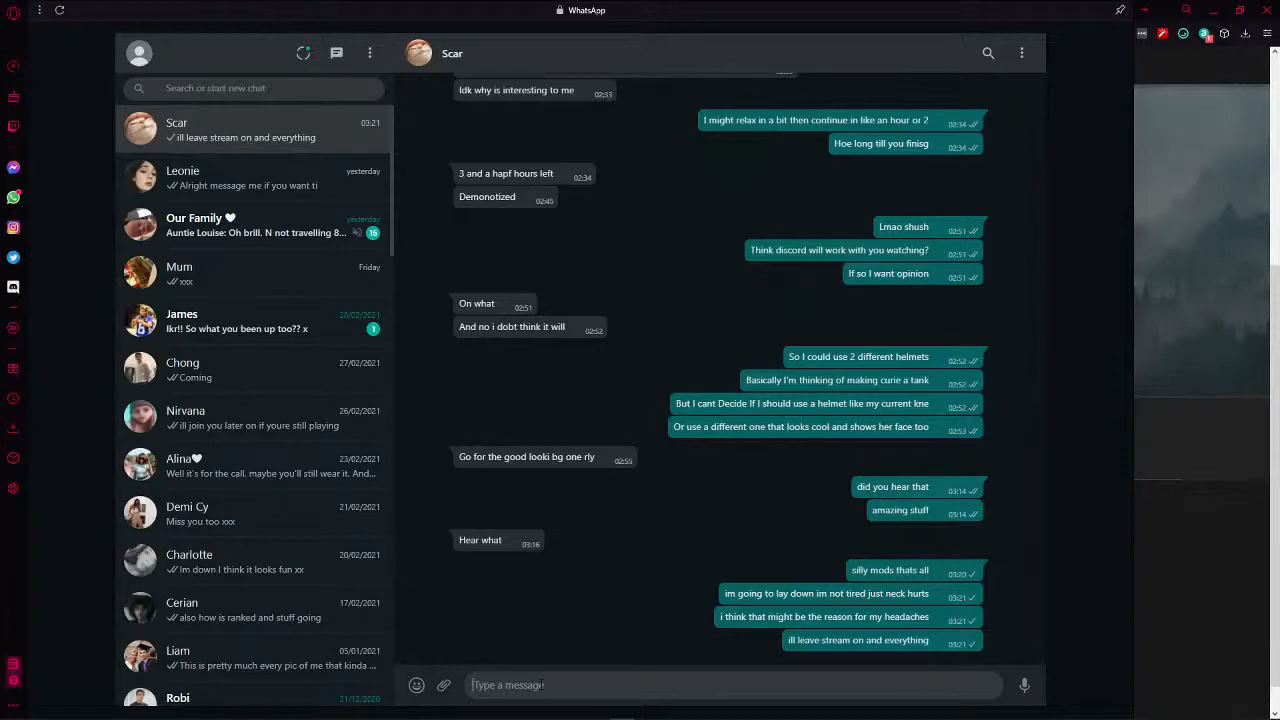 WhatsApp
Scar
Search or start new chat
Scar
03:21
ill leave stream on and everything
Leonie
yesterday
Alright message me if you want ti
Our Family
yesterday
Auntie Louise: Oh brill. N not travelling 8...
16
Mum
Friday
xxx
James
28/02/2021
Ikr!! So what you been up too?? x
1
Chong
27/02/2021
Coming
Nirvana
26/02/2021
ill join you later on if youre still playing
Alina
23/02/2021
Well it's for the call, maybe you'll still wear it. And...
Demi Cy
21/02/2021
Miss you too xxx
Charlotte
20/02/2021
Im down I think it looks fun xx
Cerian
17/02/2021
also how is ranked and stuff going
Liam
05/01/2021
This is pretty much every pic of me that kinda ...
Robi
31/12/2020
Idk why is interesting to me
02:33
I might relax in a bit then continue in like an hour or 2
02:34
Hoe long till you finisg
02:34
3 and a hapf hours left
02:34
Demonotized
02:45
Lmao shush
02:51
Think discord will work with you watching?
02:51
If so I want opinion
02:51
On what
02:51
And no i dobt think it will
02:52
So I could use 2 different helmets
02:52
Basically I'm thinking of making curie a tank
02:52
But I cant Decide If I should use a helmet like my current kne
02:52
Or use a different one that looks cool and shows her face too
02:53
Go for the good looki bg one rly
02:55
did you hear that
03:14
amazing stuff
03:14
Hear what
03:16
silly mods thats all
03:20
im going to lay down im not tired just neck hurts
03:21
i think that might be the reason for my headaches
03:21
ill leave stream on and everything
03:21
Type a message